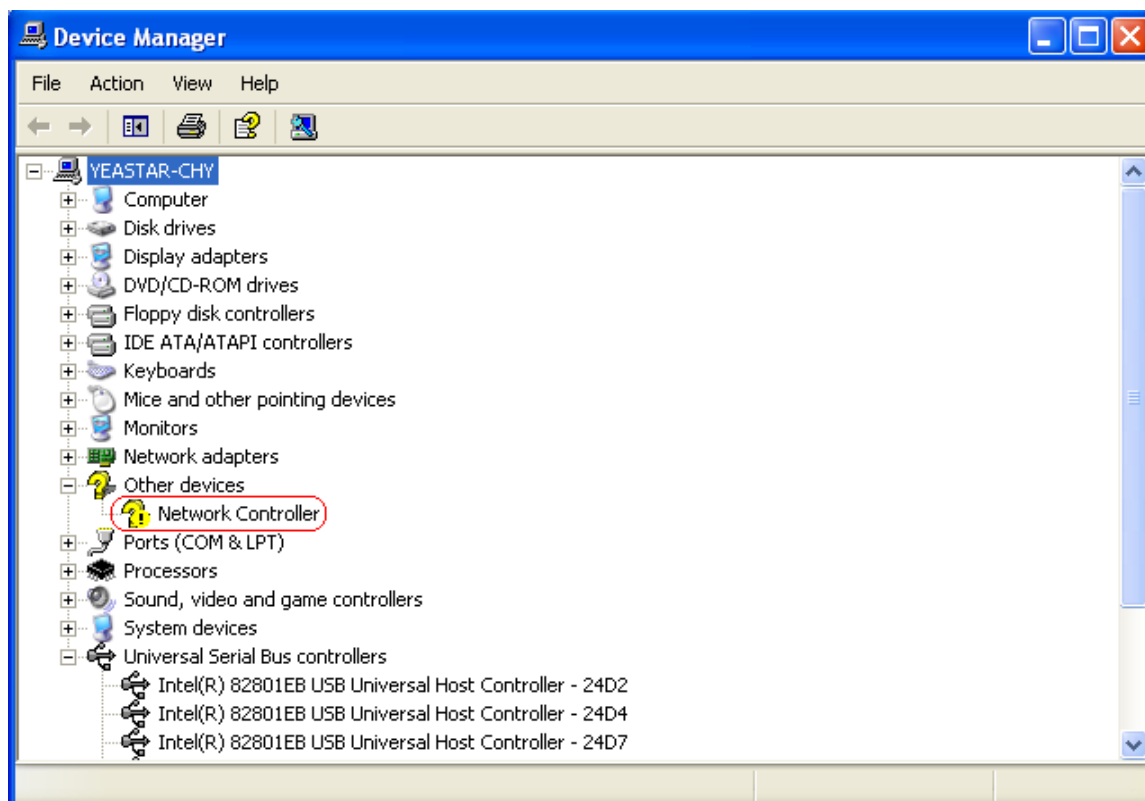 Device Manager
File Action View Help
YEASTAR-CHY
Computer
Disk drives
Display adapters
DVD/CD-ROM drives
Floppy disk controllers
IDE ATA/ATAPI controllers
Keyboards
Mice and other pointing devices
Monitors
Network adapters
Other devices
Network Controller
Ports (COM & LPT)
Processors
Sound, video and game controllers
System devices
Universal Serial Bus controllers
Intel(R) 82801EB USB Universal Host Controller - 24D2
Intel(R) 82801EB USB Universal Host Controller - 24D4
Intel(R) 82801EB USB Universal Host Controller - 24D7